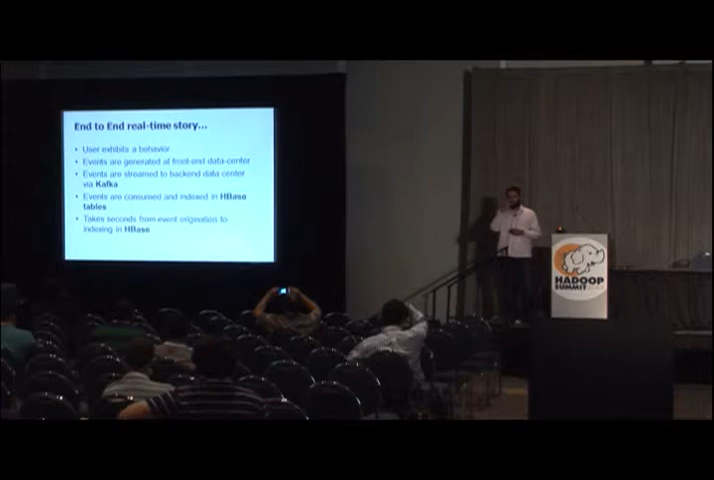 End to End real-time story...
• User exhibits a behavior
• Events are generated at front-end data-center
• Events are streamed to backend data center
via Kafka
• Events are consumed and indexed in HBase
tables
• Takes seconds from event origination to
indexing in HBase
HADOOP
SUMMIT